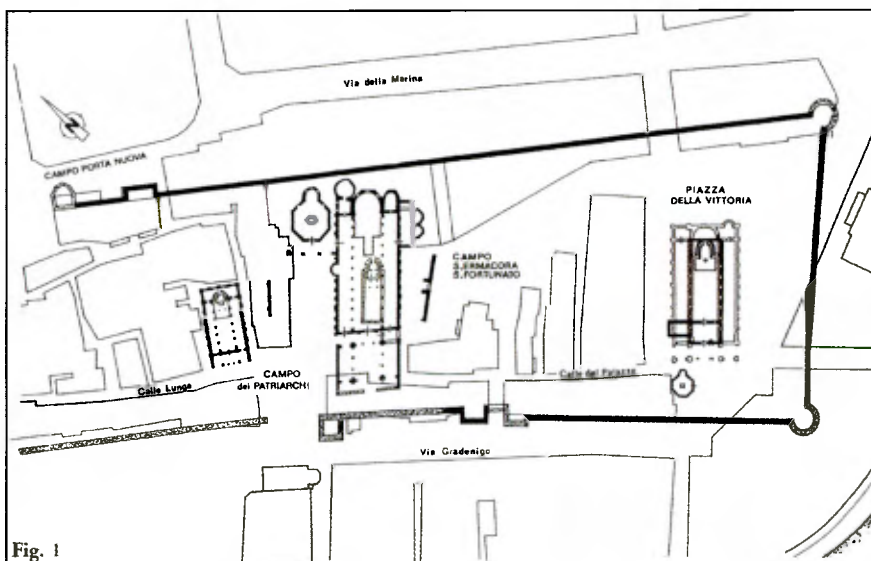 Via della Marina
CAMPO PORTA NUOVA
PIAZZA
DELLA VITTORIA
CAMPO
S.ERMAGORA
S.FORTUNATO
CAMPO
dei PATRIARCHI
Calle Lunga
Calle del Palazzo
Via Gradenigo
Fig. 1